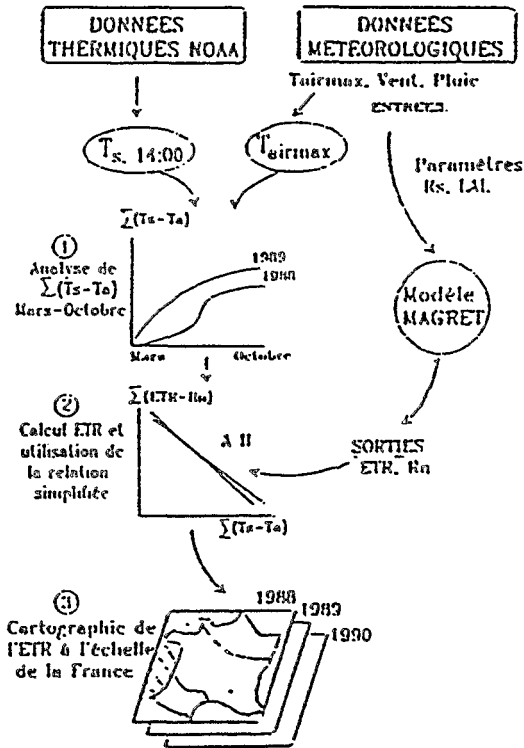 DONNEES
THERMIQUES NOAA
DONNEES
METEOROLOGIQUES
Tairmax, Vent, Pluie
ENTREES.
Ts, 14:00
Tairmax
Paramètres
Rs, LAI.
∑(Ts-Ta)
1
Analyse de
∑(Ts-Ta)
Mars-Octobre
1989
1988
Mars
Octobre
Modèle
MAGRET
∑(ETR-Rn)
2
Calcul ETR et
utilisation de
la relation
simplifiée
A B
SORTIES
ETR, Rn
∑(Ts-Ta)
3
Cartographie de
l'ETR à l'échelle
de la France
1988
1989
1990